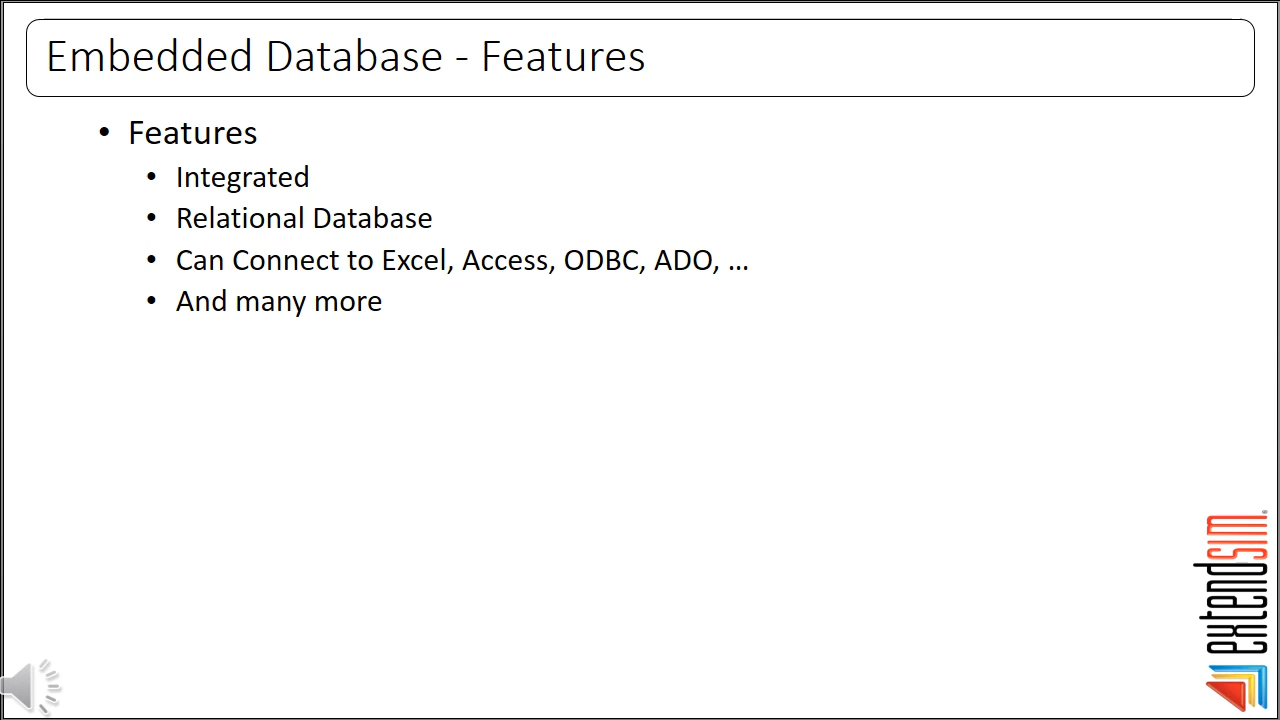 Embedded Database - Features
• Features
• Integrated
• Relational Database
• Can Connect to Excel, Access, ODBC, ADO, ...
• And many more
extendsim